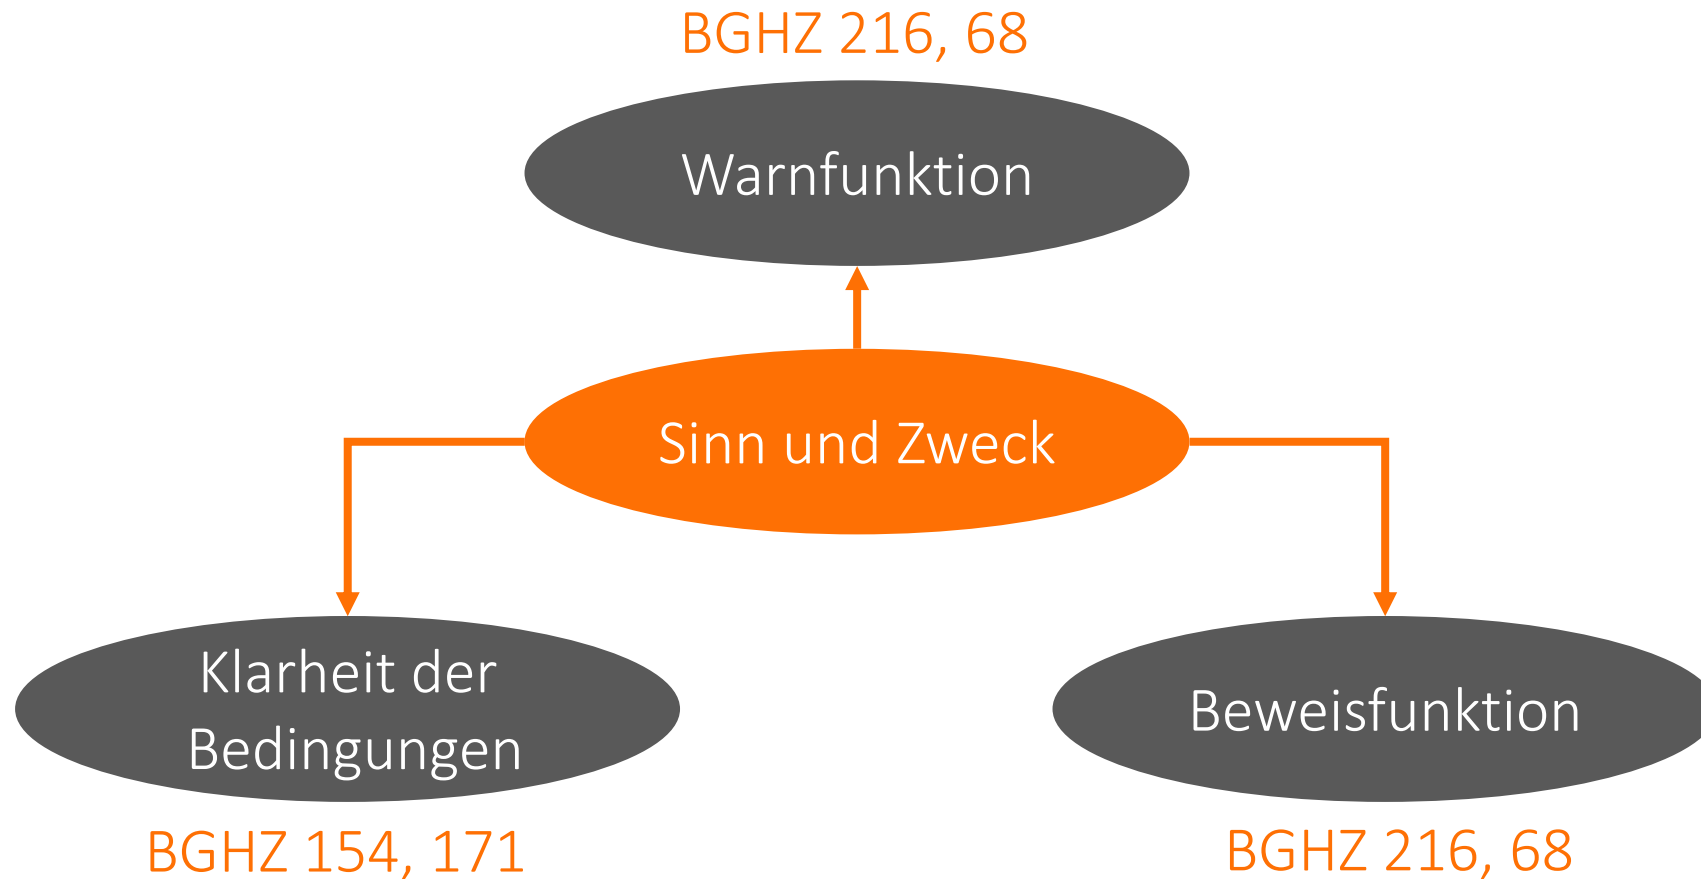 BGHZ 216, 68
Warnfunktion
Sinn und Zweck
Klarheit der
Bedingungen
BGHZ 154, 171
Beweisfunktion
BGHZ 216, 68